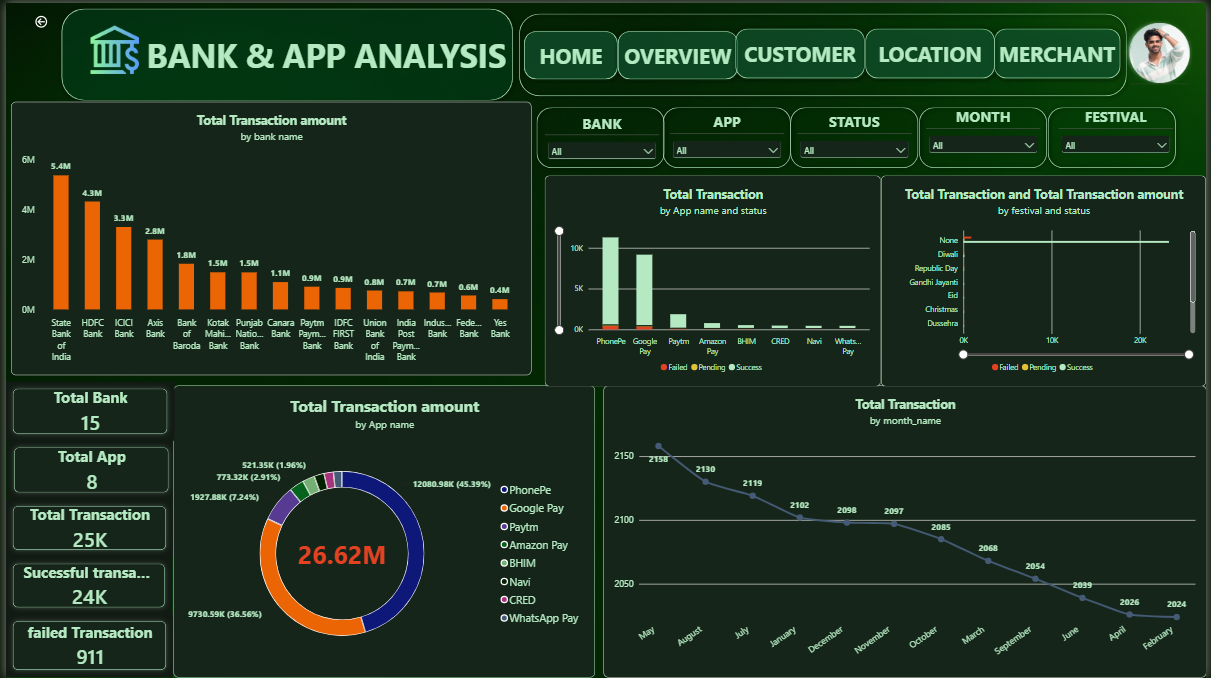 BANK & APP ANALYSIS
HOME
OVERVIEW
CUSTOMER
LOCATION
MERCHANT
Total Transaction amount
by bank name
6M
4M
2M
0M
5.4M
4.3M
3.3M
2.8M
1.8M
1.5M
1.5M
1.1M
0.9M
0.9M
0.8M
0.7M
0.7M
0.6M
0.4M
State
Bank
of
India
HDFC
Bank
ICICI
Bank
Axis
Bank
Bank
of
Baroda
Kotak
Mahi...
Bank
Punjab
Natio...
Bank
Canara
Bank
Paytm
Paym...
Bank
IDFC
FIRST
Bank
Union
Bank
of
India
India
Post
Paym...
Bank
Indus...
Bank
Fede...
Bank
Yes
Bank
BANK
All
APP
All
STATUS
All
MONTH
All
FESTIVAL
All
Total Transaction
by App name and status
10K
5K
0K
PhonePe
Google
Pay
Paytm
Amazon
Pay
BHIM
CRED
Navi
Whats...
Pay
Failed
Pending
Success
Total Transaction and Total Transaction amount
by festival and status
None
Diwali
Republic Day
Gandhi Jayanti
Eid
Christmas
Dussehra
0K
10K
20K
Failed
Pending
Success
Total Bank
15
Total App
8
Total Transaction
25K
Sucessful transa...
24K
failed Transaction
911
Total Transaction amount
by App name
521.35K (1.96%)
773.32K (2.91%)
1927.88K (7.24%)
9730.59K (36.56%)
12080.98K (45.39%)
26.62M
PhonePe
Google Pay
Paytm
Amazon Pay
BHIM
Navi
CRED
WhatsApp Pay
Total Transaction
by month_name
2150
2100
2050
2158
2130
2119
2102
2098
2097
2085
2068
2054
2039
2026
2024
May
August
July
January
December
November
October
March
September
June
April
February